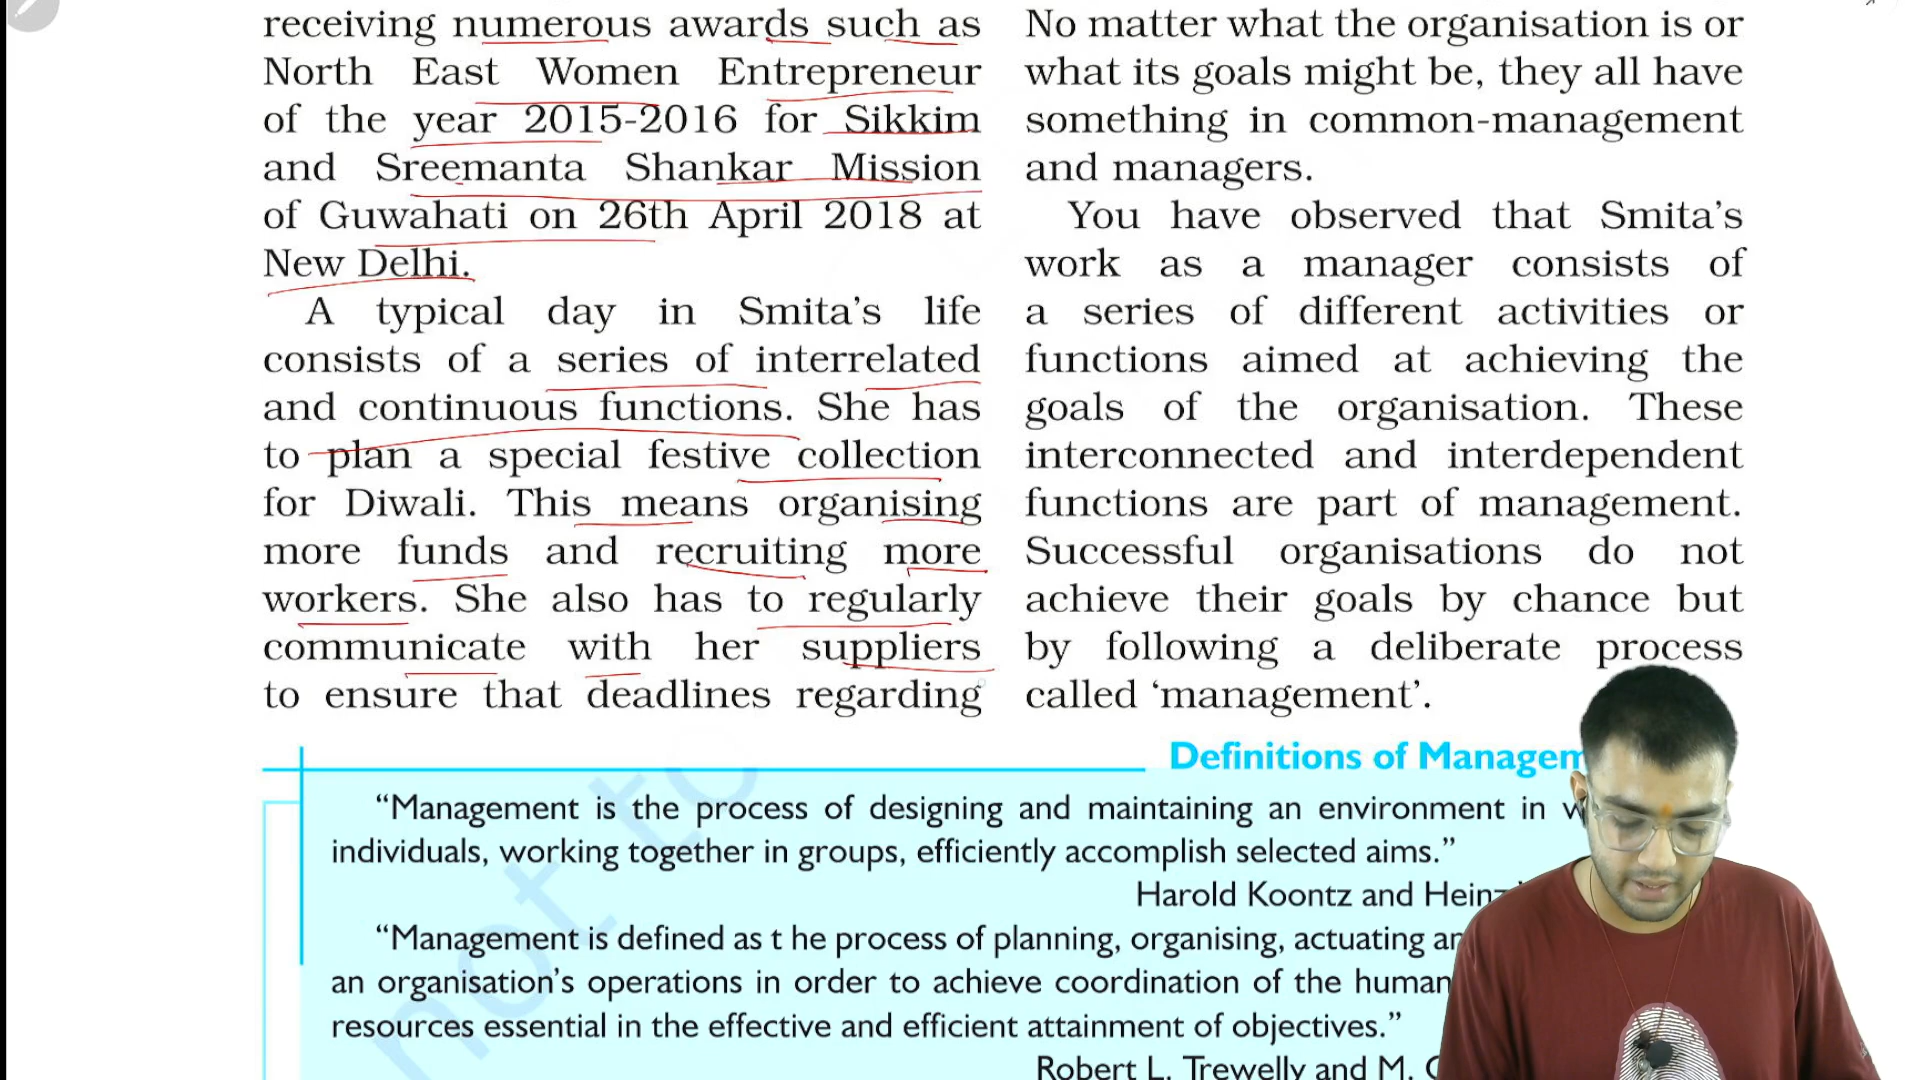 receiving numerous awards such as
North East Women Entrepreneur
of the year 2015-2016 for Sikkim
and Sreemanta Shankar Mission
of Guwahati on 26th April 2018 at
New Delhi.
A typical day in Smita's life
consists of a series of interrelated
and continuous functions. She has
to plan a special festive collection
for Diwali. This means organising
more funds and recruiting more
workers. She also has to regularly
communicate with her suppliers
to ensure that deadlines regarding
No matter what the organisation is or
what its goals might be, they all have
something in common-management
and managers.
You have observed that Smita's
work as a manager consists of
a series of different activities or
functions aimed at achieving the
goals of the organisation. These
interconnected and interdependent
functions are part of management.
Successful organisations do not
achieve their goals by chance but
by following a deliberate process
called 'management'.
Definitions of
“Management is the process of designing and maintaining an environment in
individuals, working together in groups, efficiently accomplish selected aims.”
Harold Koontz and
“Management is defined as t he process of planning, organising, actuating
an organisation's operations in order to achieve coordination of the human
resources essential in the effective and efficient attainment of objectives.”
Robert L. Trewelly and M.
not to